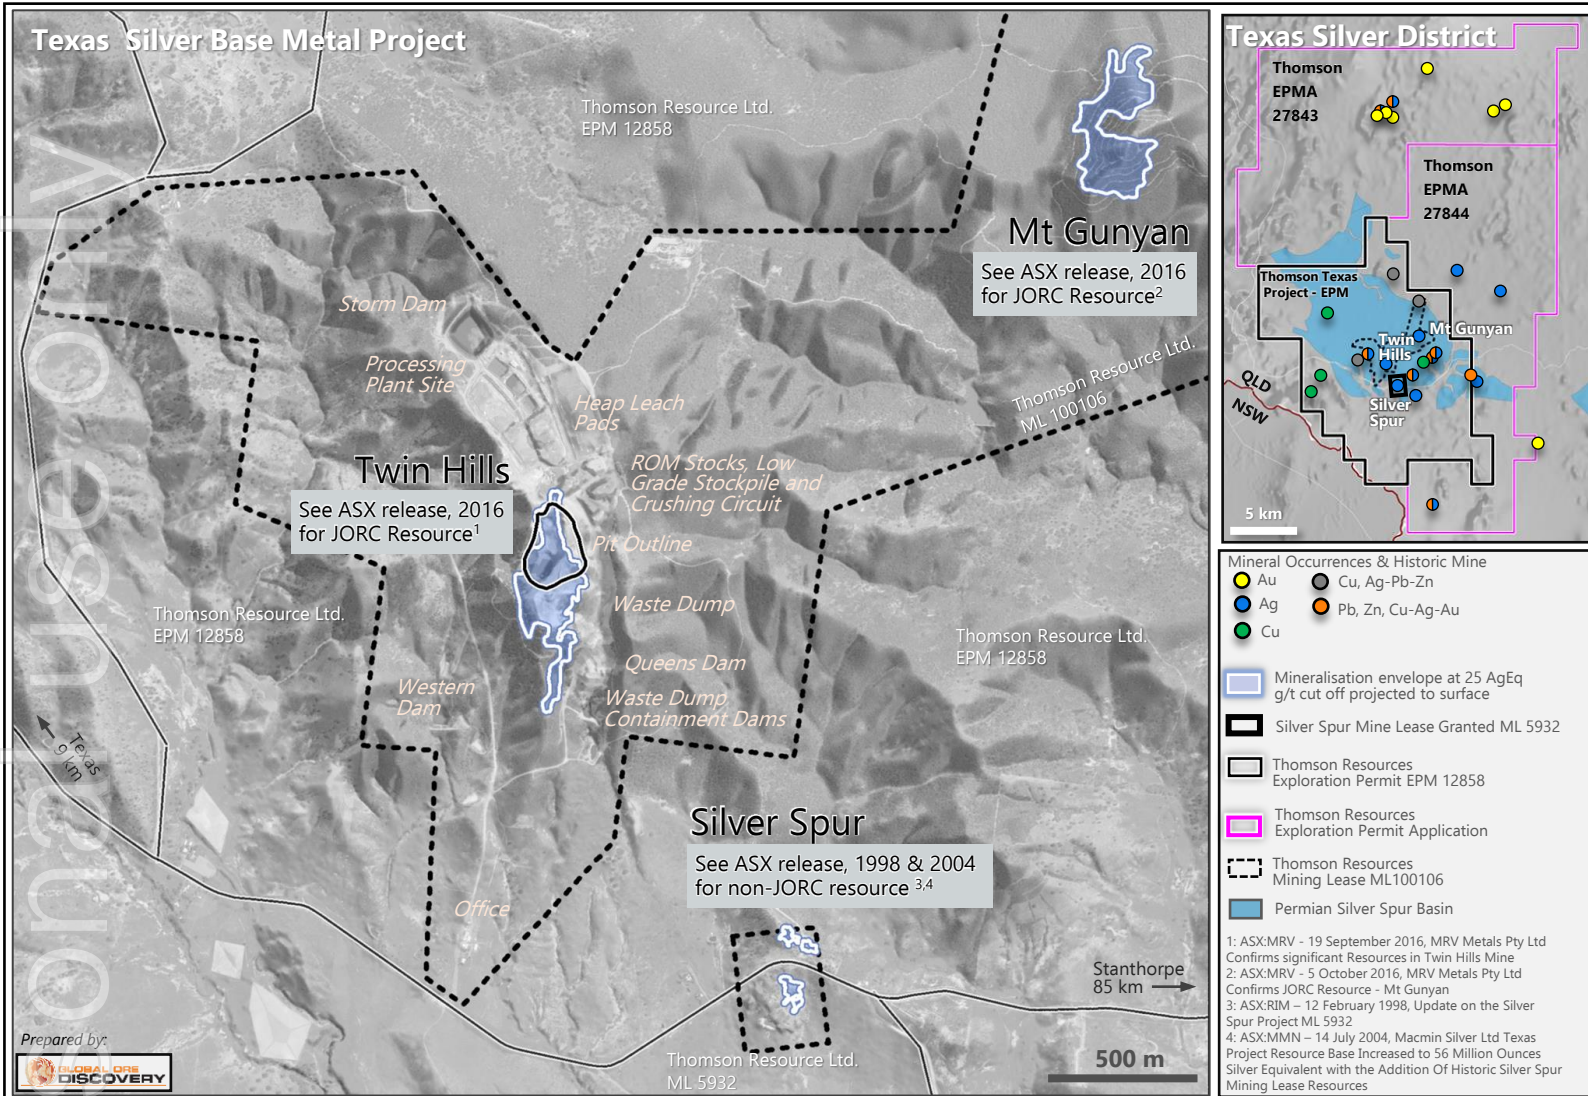 Texas Silver Base Metal Project
Thomson Resource Ltd.
EPM 12858
Mt Gunyan
See ASX release, 2016
for JORC Resource2
Storm Dam
Processing
Plant Site
Heap Leach
Pads
Thomson Resource Ltd.
ML 100106
Twin Hills
See ASX release, 2016
for JORC Resource1
ROM Stocks, Low
Grade Stockpile and
Crushing Circuit
Pit Outline
Waste Dump
Thomson Resource Ltd.
EPM 12858
Thomson Resource Ltd.
EPM 12858
Queens Dam
Western
Dam
Waste Dump
Containment Dams
Texas
9 km
Silver Spur
See ASX release, 1998 & 2004
for non-JORC resource 3,4
Office
Stanthorpe
85 km
Thomson Resource Ltd.
ML 5932
500 m
Prepared by:
GLOBAL ORE
DISCOVERY
sonal use only
Texas Silver District
Thomson
EPMA
27843
Thomson
EPMA
27844
Thomson Texas
Project - EPM
Mt Gunyan
Twin
Hills
Silver
Spur
QLD
NSW
5 km
Mineral Occurrences & Historic Mine
Au
Cu, Ag-Pb-Zn
Ag
Pb, Zn, Cu-Ag-Au
Cu
Mineralisation envelope at 25 AgEq
g/t cut off projected to surface
Silver Spur Mine Lease Granted ML 5932
Thomson Resources
Exploration Permit EPM 12858
Thomson Resources
Exploration Permit Application
Thomson Resources
Mining Lease ML100106
Permian Silver Spur Basin
1: ASX:MRV - 19 September 2016, MRV Metals Pty Ltd
Confirms significant Resources in Twin Hills Mine
2: ASX:MRV - 5 October 2016, MRV Metals Pty Ltd
Confirms JORC Resource - Mt Gunyan
3: ASX:RIM – 12 February 1998, Update on the Silver
Spur Project ML 5932
4: ASX:MMN – 14 July 2004, Macmin Silver Ltd Texas
Project Resource Base Increased to 56 Million Ounces
Silver Equivalent with the Addition Of Historic Silver Spur
Mining Lease Resources